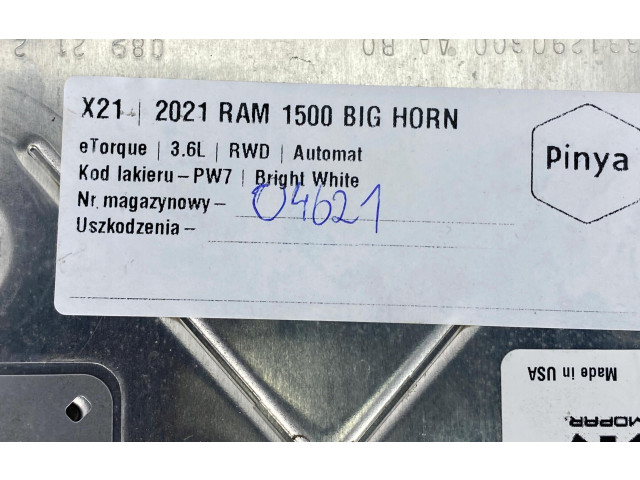 X21 | 2021 RAM 1500 BIG HORN
eTorque | 3.6L | RWD | Automat
Kod lakieru – PW7 | Bright White
Nr. magazynowy – 04621
Uszkodzenia –
Pinya
Made in USA
MOPAR.